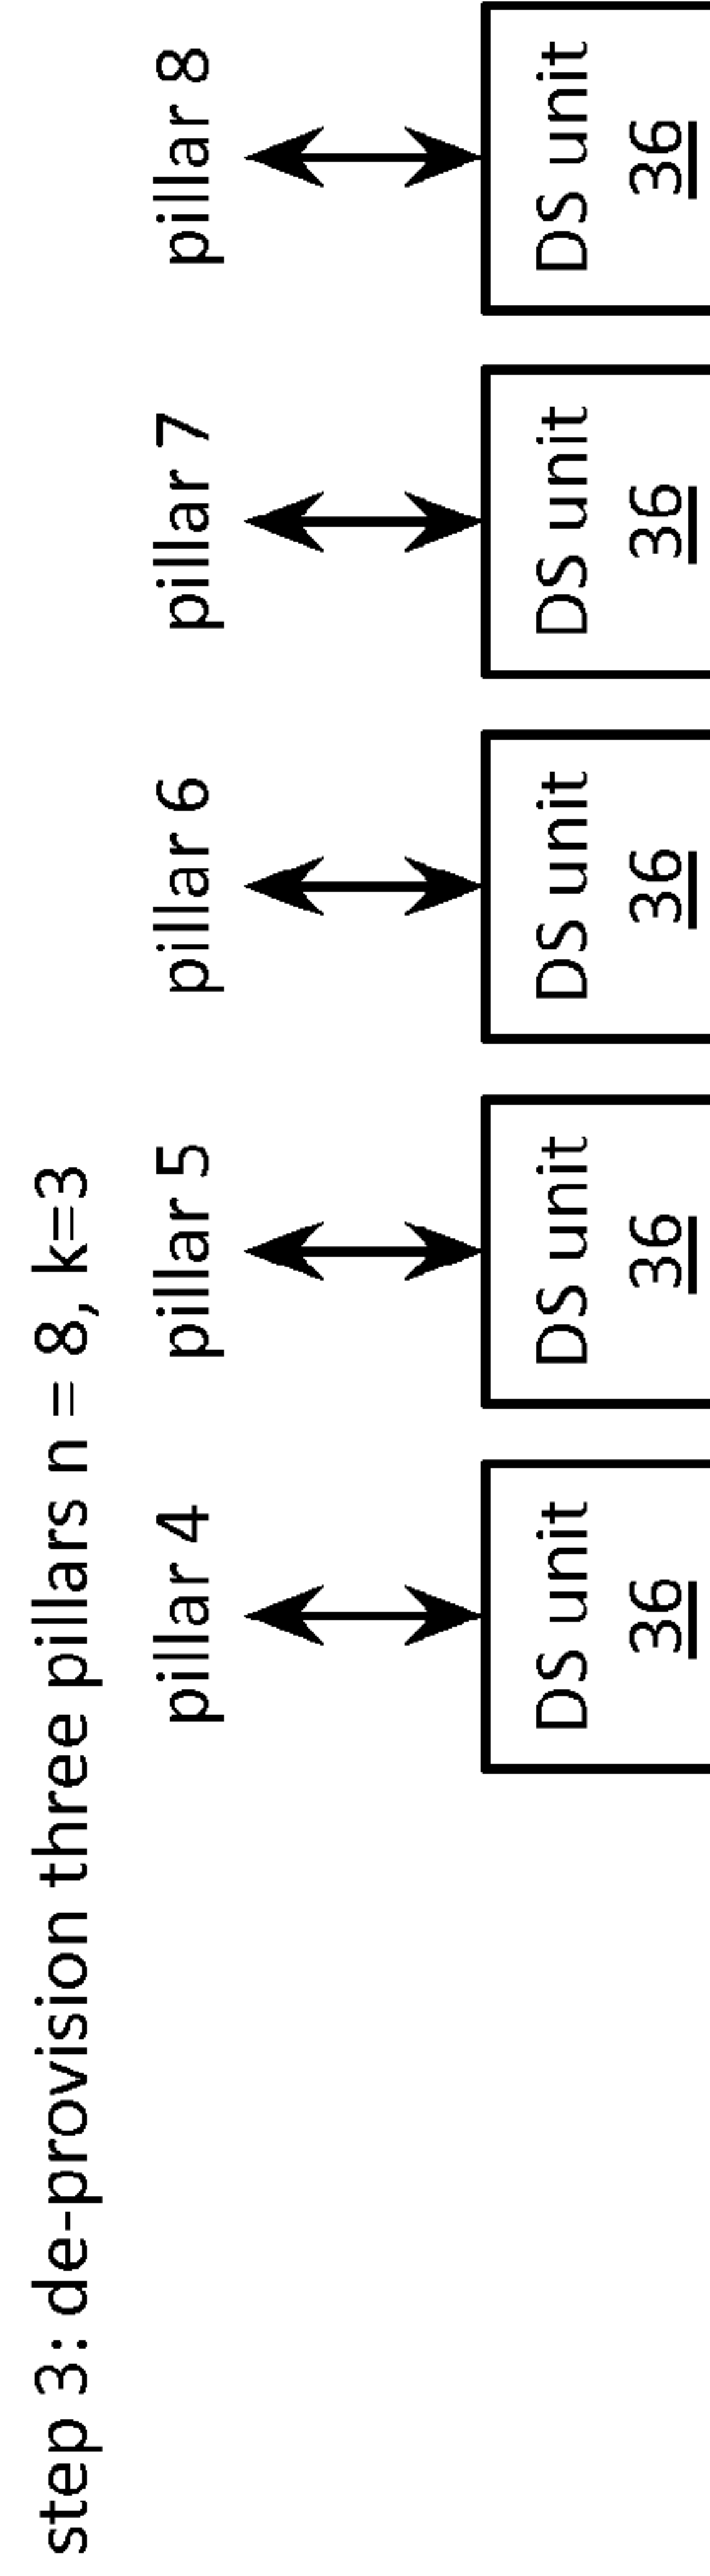 step 3: de-provision three pillars n = 8, k=3
pillar 4 pillar 5 pillar 6 pillar 7 pillar 8
DS unit DS unit DS unit DS unit DS unit
36 36 36 36 36